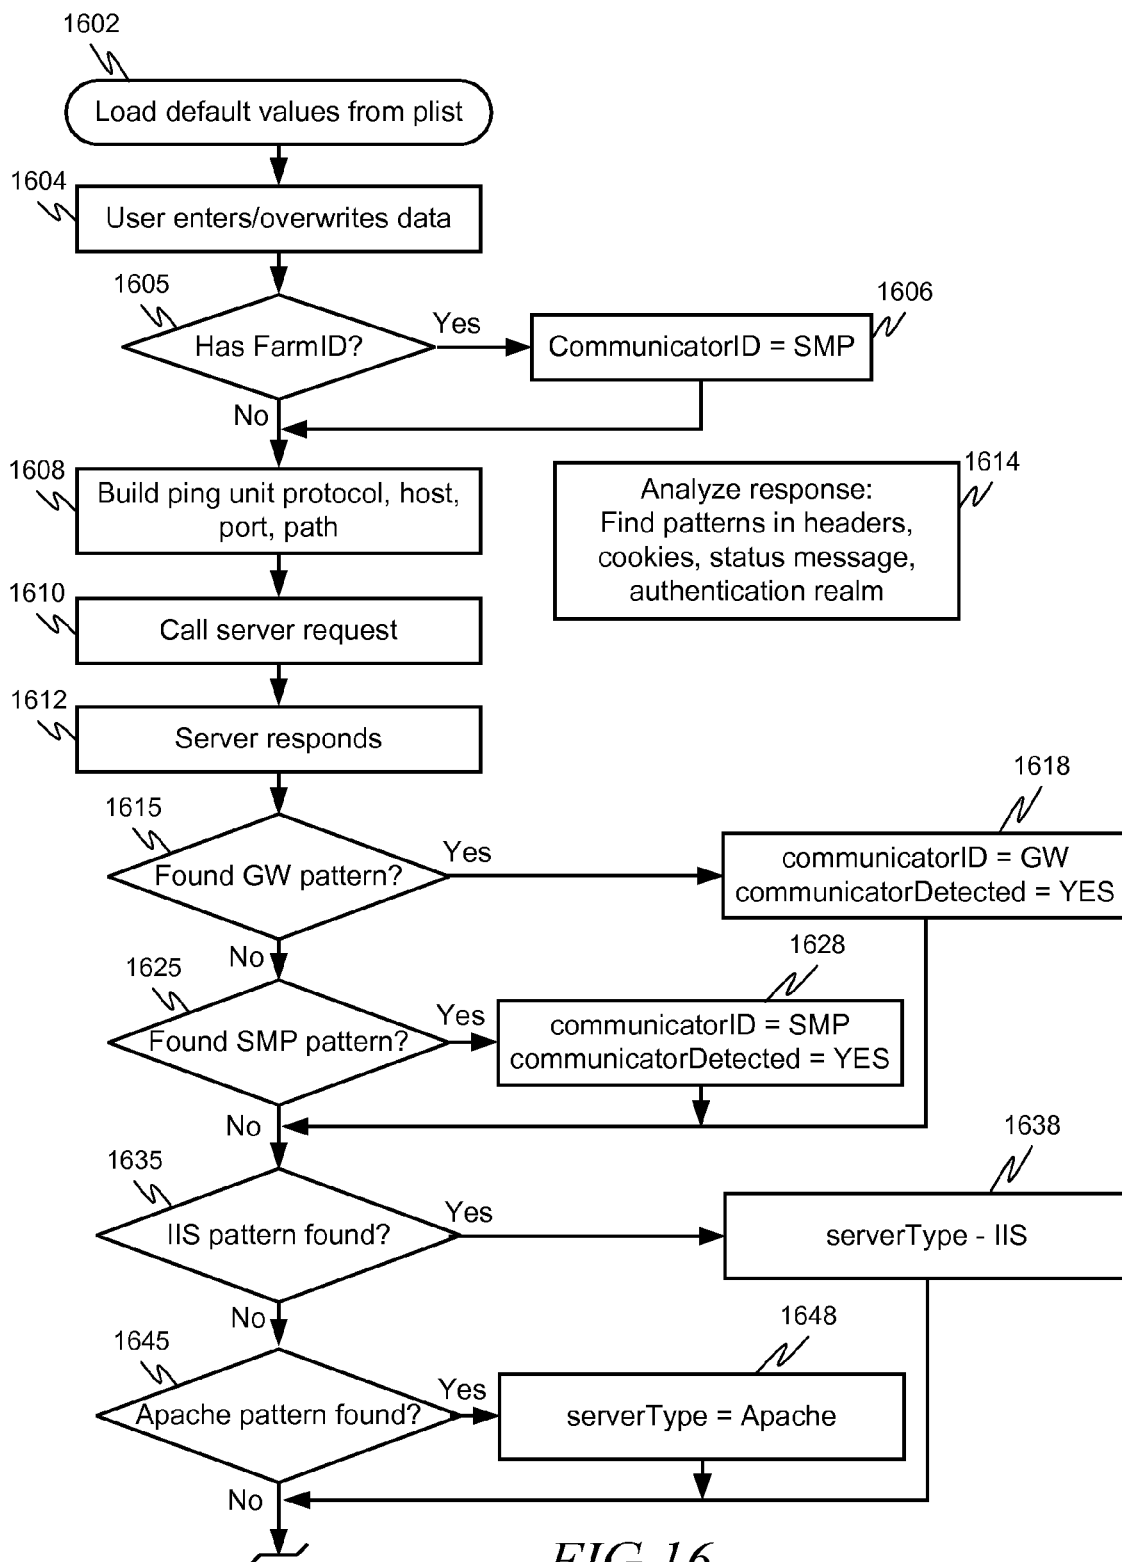 1602
Load default values from plist
1604
User enters/overwrites data
1605
Has FarmID?
Yes
1606
CommunicatorID = SMP
No
1608
Build ping unit protocol, host,
port, path
1614
Analyze response:
Find patterns in headers,
cookies, status message,
authentication realm
1610
Call server request
1612
Server responds
1615
Found GW pattern?
Yes
1618
communicatorID = GW
communicatorDetected = YES
No
1625
Found SMP pattern?
Yes
1628
communicatorID = SMP
communicatorDetected = YES
No
1635
IIS pattern found?
Yes
1638
serverType - IIS
No
1645
Apache pattern found?
Yes
1648
serverType = Apache
No
FIG 16